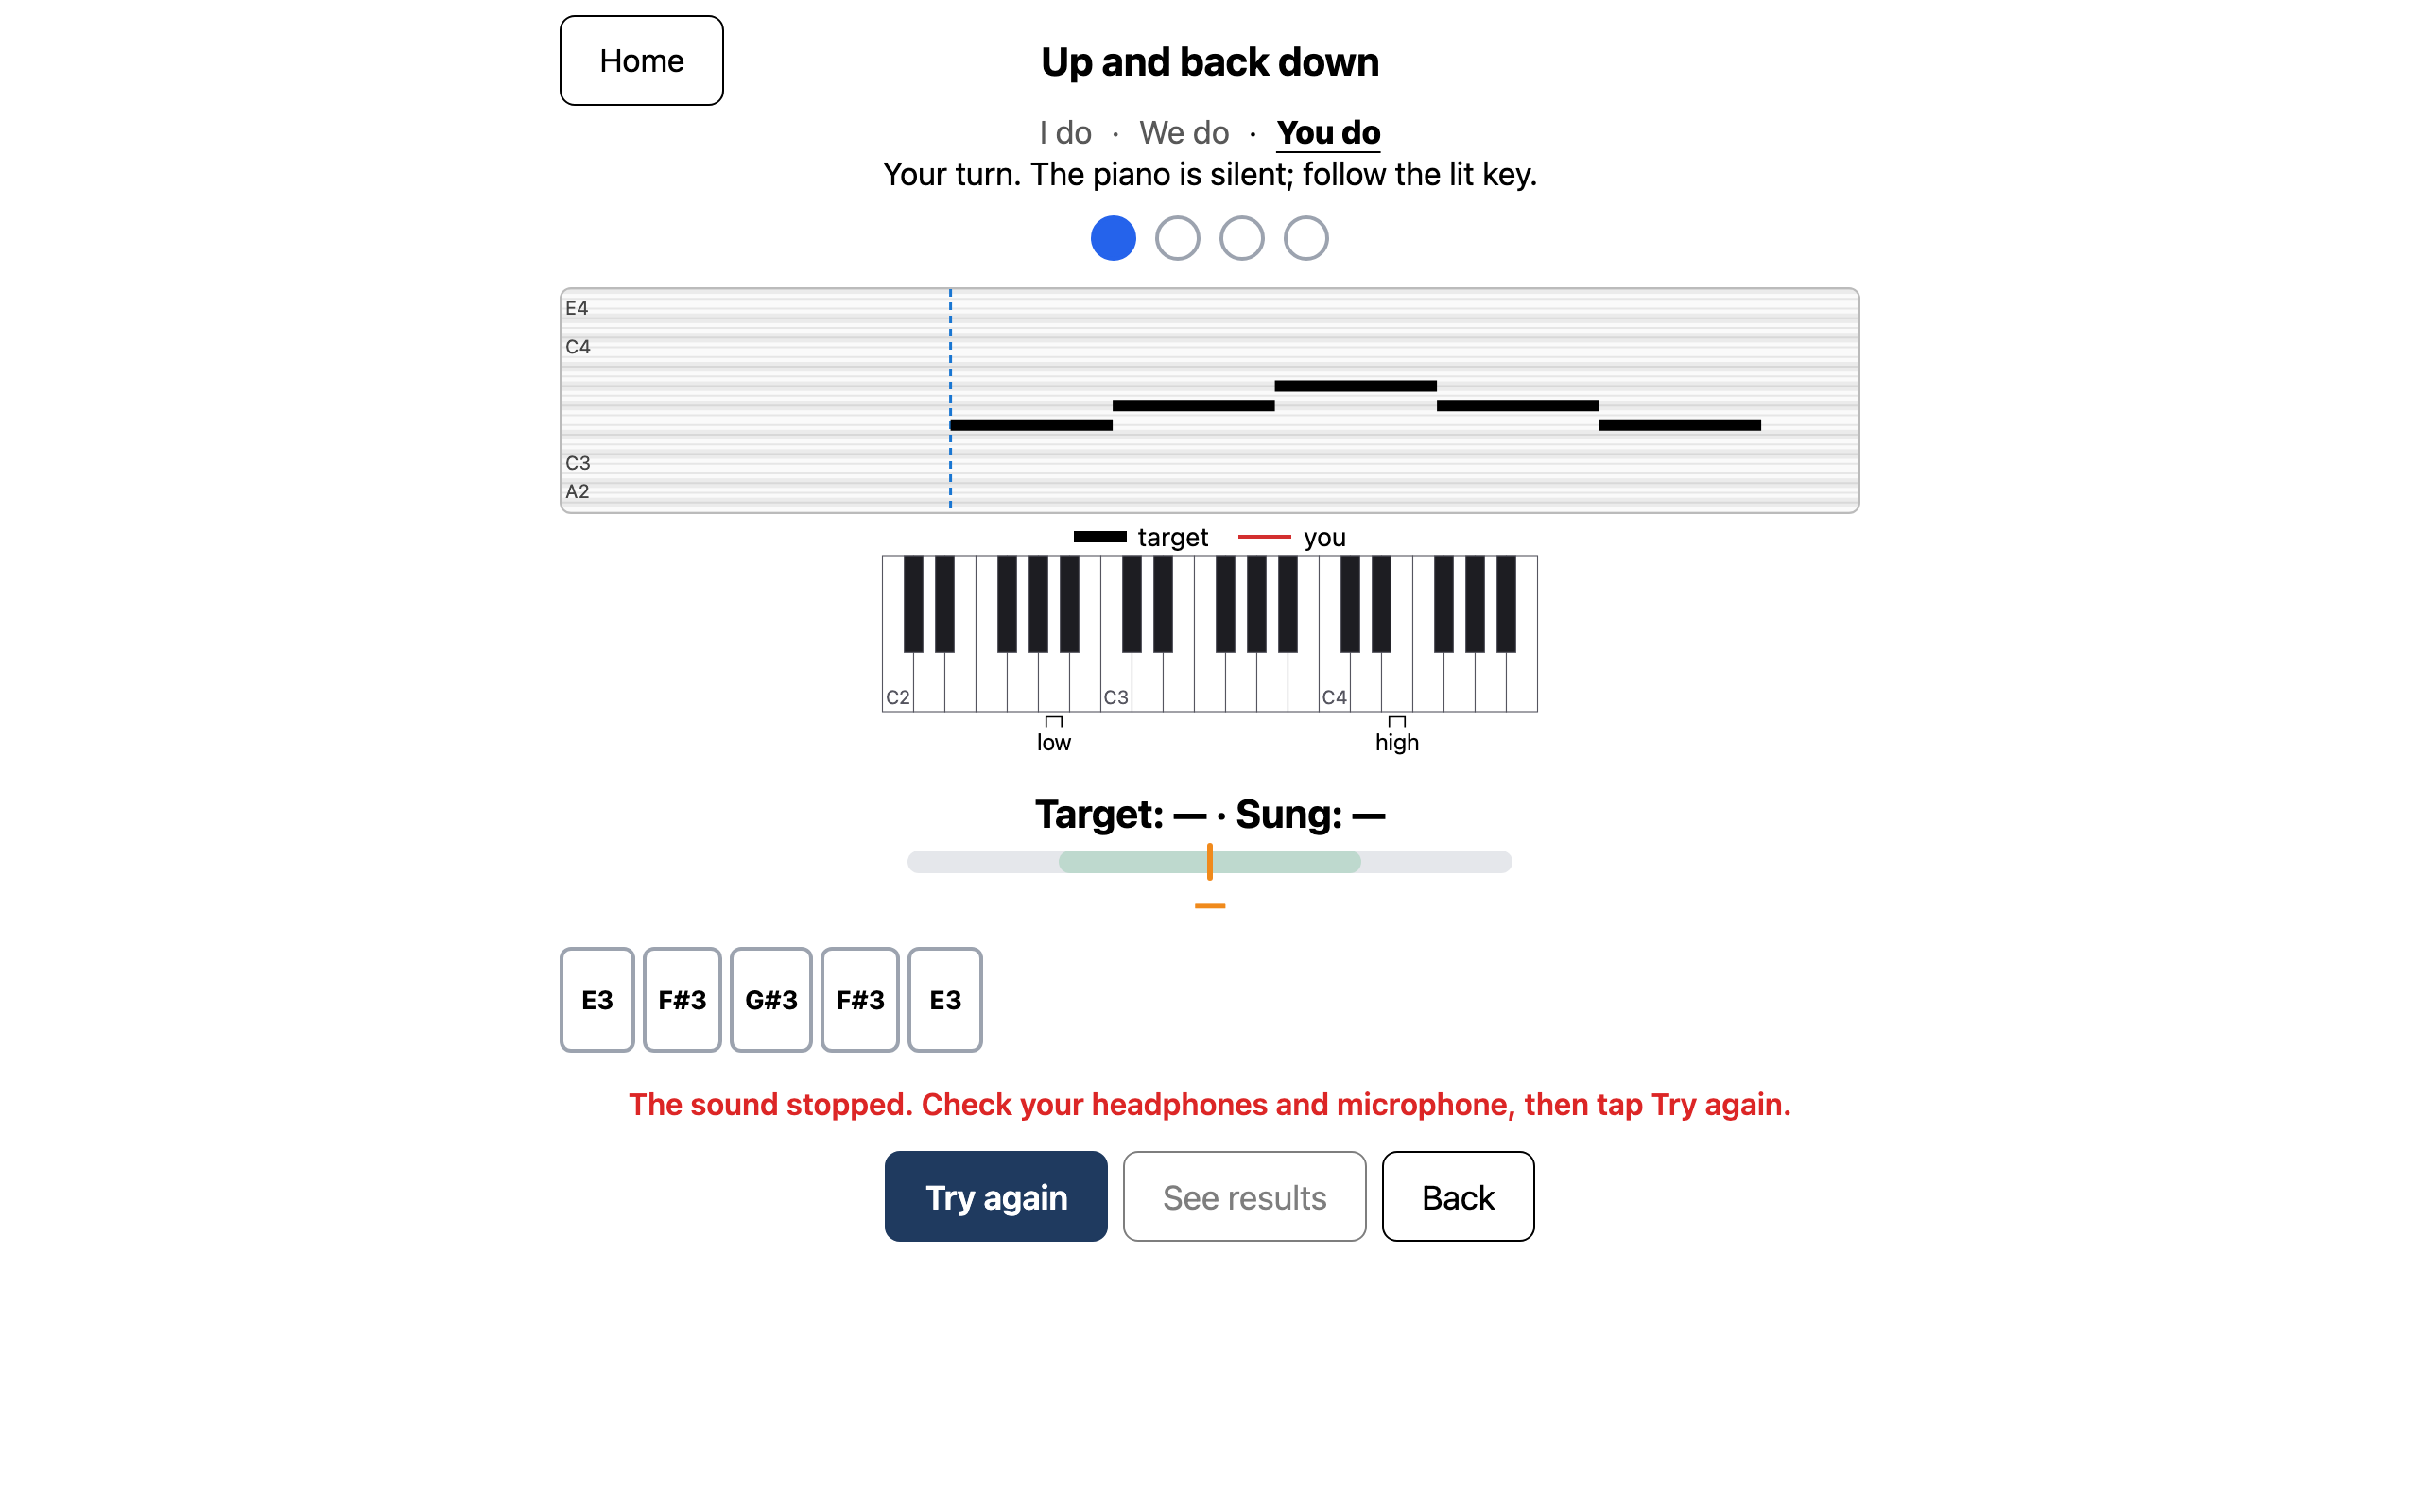 Home
Up and back down
I do · We do · You do
Your turn. The piano is silent; follow the lit key.
E4
C4
C3
A2
target you
C2 C3 C4
low high
Target: — · Sung: —
—
E3 F#3 G#3 F#3 E3
The sound stopped. Check your headphones and microphone, then tap Try again.
Try again See results Back